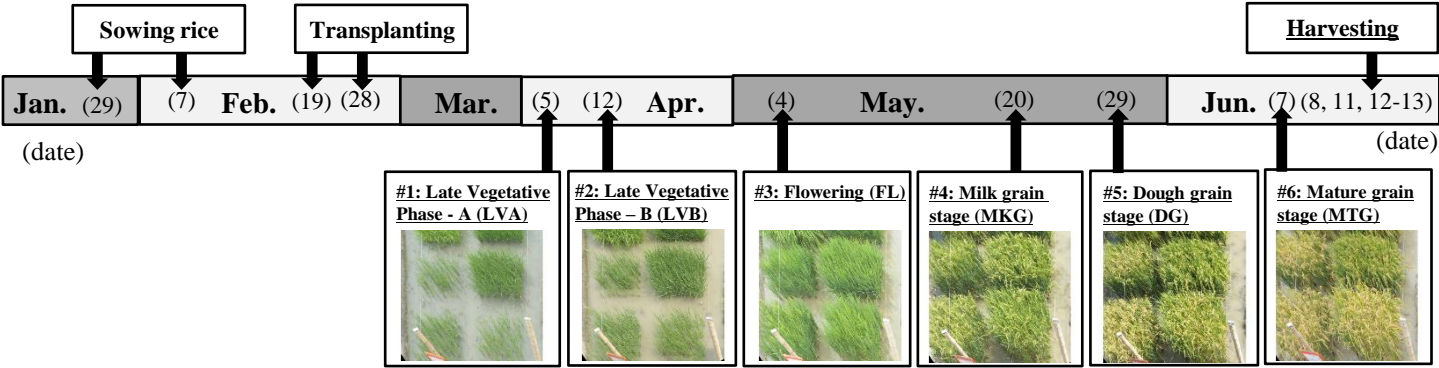 Sowing rice
Transplanting
Harvesting
Jan. (29) (7) Feb. (19) (28) Mar. (5) (12) Apr. (4) May. (20) (29) Jun. (7) (8, 11, 12-13)
(date)
(date)
#1: Late Vegetative
Phase - A (LVA)
#2: Late Vegetative
Phase – B (LVB)
#3: Flowering (FL)
#4: Milk grain
stage (MKG)
#5: Dough grain
stage (DG)
#6: Mature grain
stage (MTG)